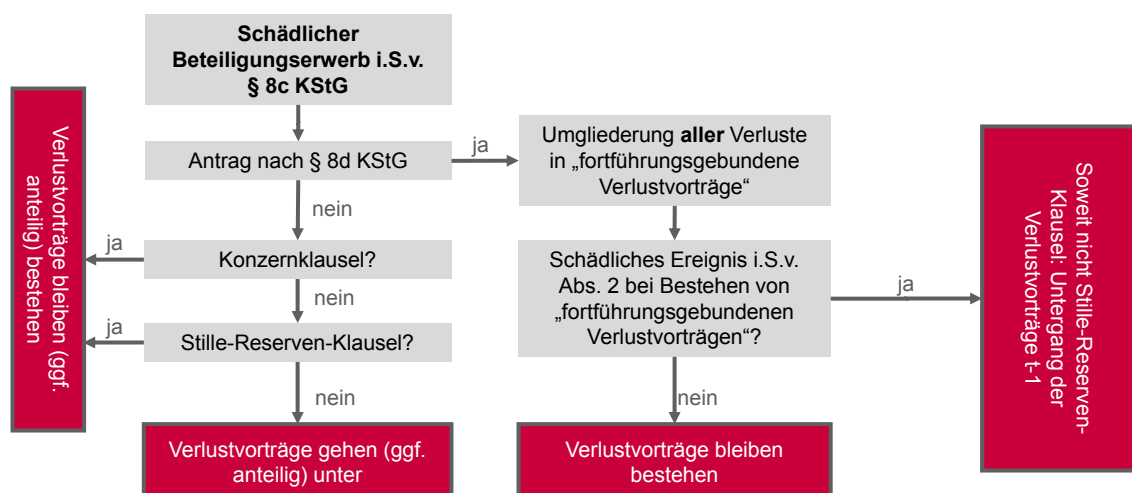 Schädlicher
Beteiligungserwerb i.S.v.
§ 8c KStG
Antrag nach § 8d KStG
ja
Umgliederung aller Verluste
in „fortführungsgebundene
Verlustvorträge“
nein
Konzernklausel?
ja
Schädliches Ereignis i.S.v.
Abs. 2 bei Bestehen von
„fortführungsgebundenen
Verlustvorträgen“?
ja
nein
Stille-Reserven-Klausel?
ja
Verlustvorträge bleiben (ggf.
anteilig) bestehen
Soweit nicht Stille-Reserven-
Klausel: Untergang der
Verlustvorträge t-1
nein
nein
Verlustvorträge gehen (ggf.
anteilig) unter
Verlustvorträge bleiben
bestehen